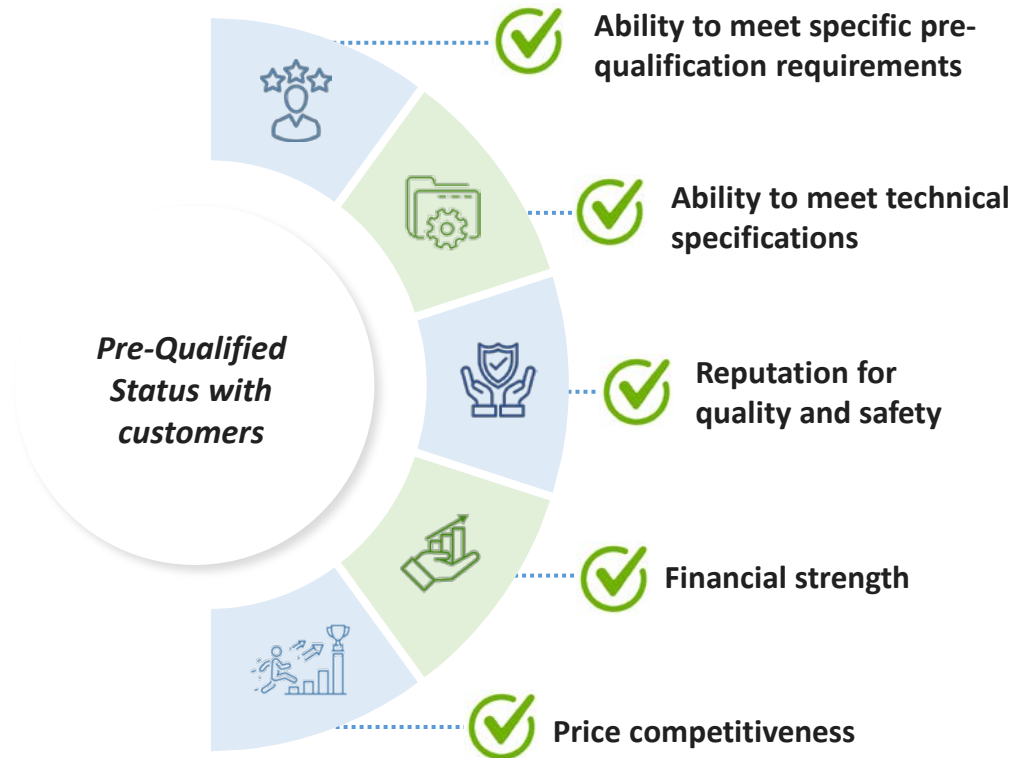 Ability to meet specific pre-
qualification requirements
Ability to meet technical
specifications
Pre-Qualified
Status with
customers
Reputation for
quality and safety
Financial strength
Price competitiveness